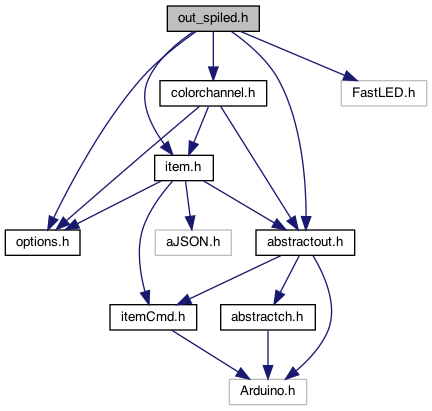 out_spiled.h
colorchannel.h
FastLED.h
item.h
options.h
aJSON.h
abstractout.h
itemCmd.h
abstractch.h
Arduino.h